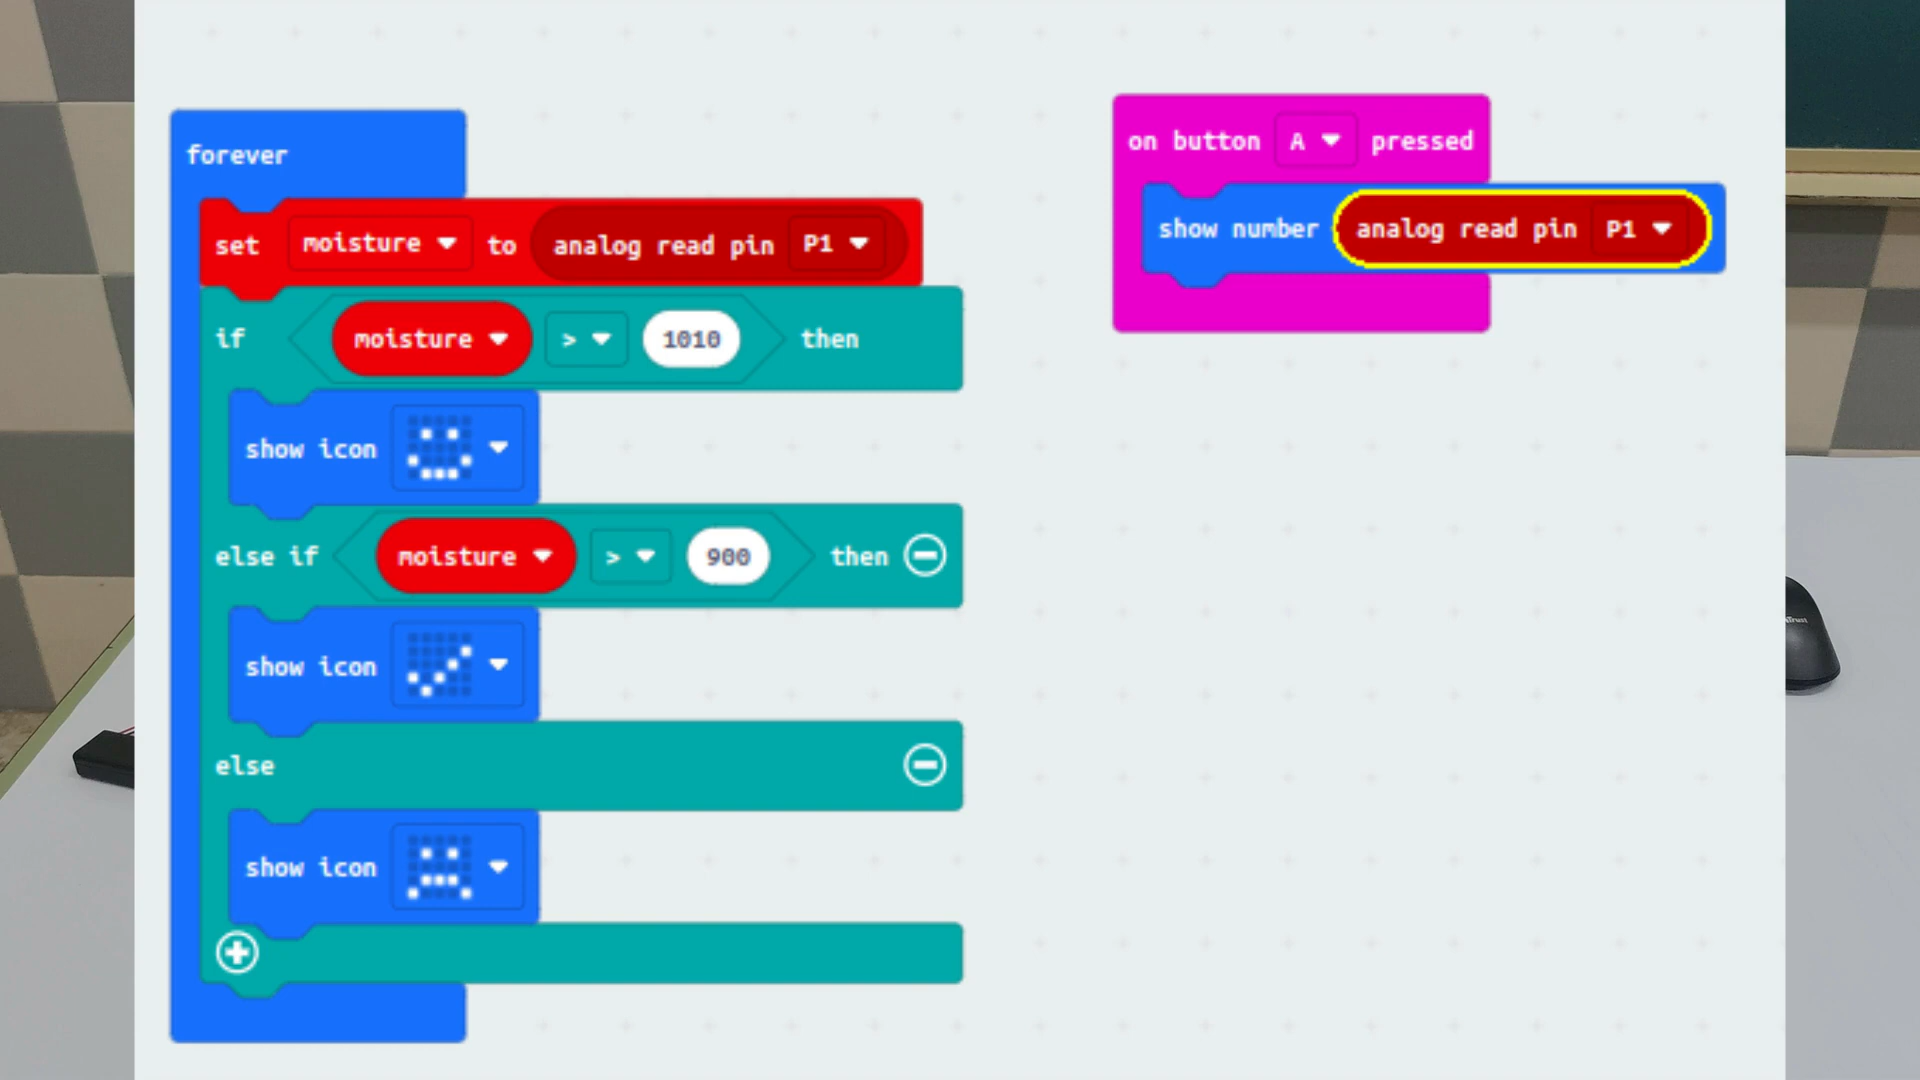 forever
set moisture to analog read pin P1
if moisture > 1010 then
show icon
else if moisture > 900 then
show icon
else
show icon
on button A pressed
show number analog read pin P1
Trust